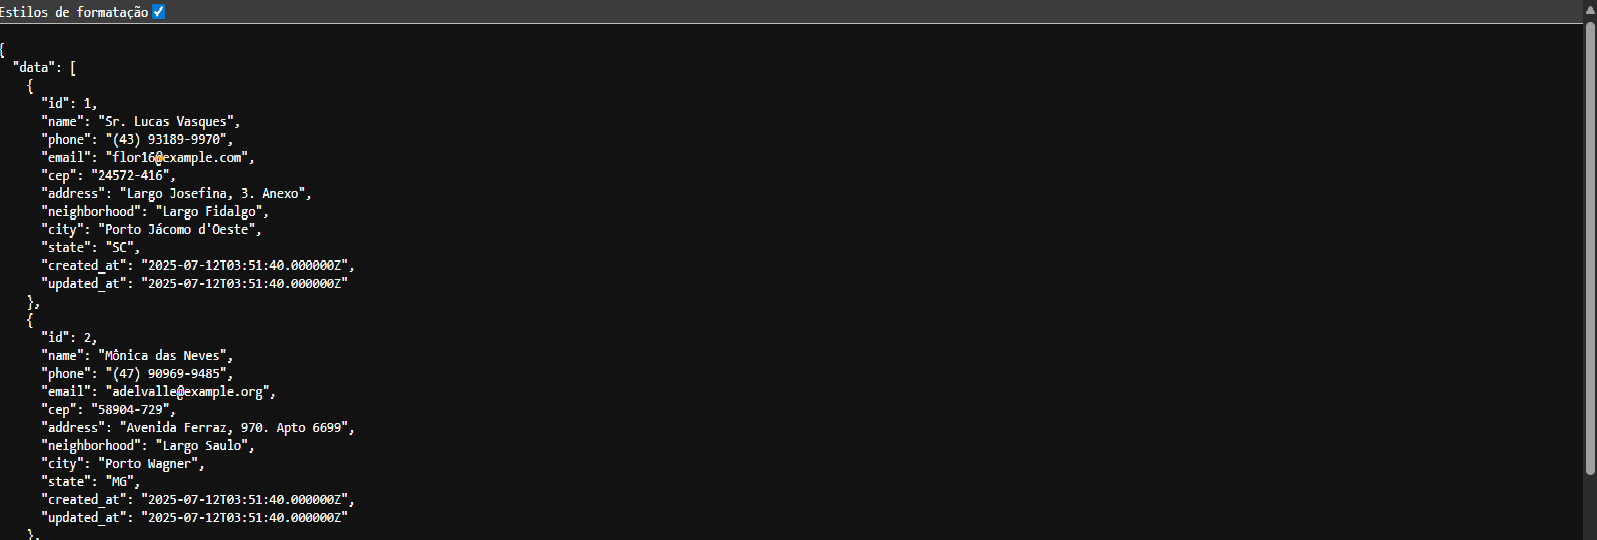 Estilos de formatação
{
  "data": [
    {
      "id": 1,
      "name": "Sr. Lucas Vasques",
      "phone": "(43) 93189-9970",
      "email": "flor16@example.com",
      "cep": "24572-416",
      "address": "Largo Josefina, 3. Anexo",
      "neighborhood": "Largo Fidalgo",
      "city": "Porto Jácomo d'Oeste",
      "state": "SC",
      "created_at": "2025-07-12T03:51:40.000000Z",
      "updated_at": "2025-07-12T03:51:40.000000Z"
    },
    {
      "id": 2,
      "name": "Mônica das Neves",
      "phone": "(47) 90969-9485",
      "email": "adelvalle@example.org",
      "cep": "58904-729",
      "address": "Avenida Ferraz, 970. Apto 6699",
      "neighborhood": "Largo Saulo",
      "city": "Porto Wagner",
      "state": "MG",
      "created_at": "2025-07-12T03:51:40.000000Z",
      "updated_at": "2025-07-12T03:51:40.000000Z"
    },